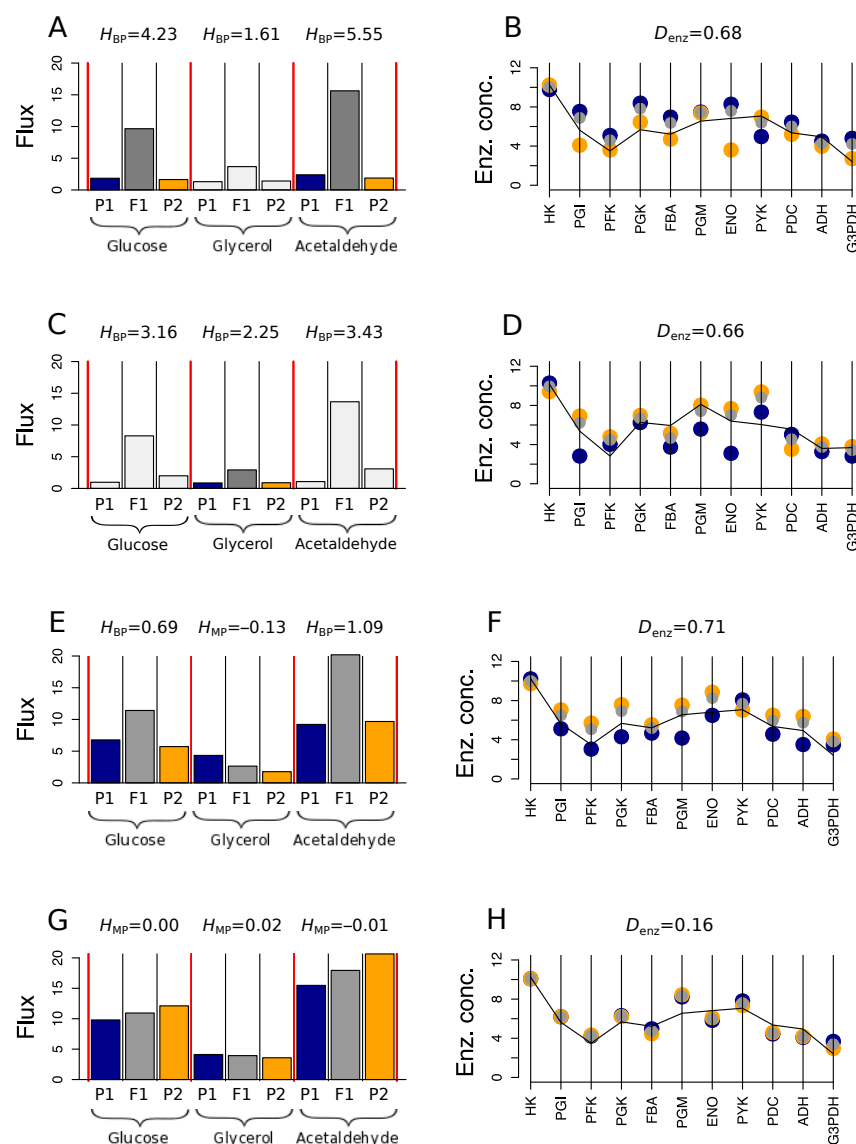 A
H_BP=4.23 H_BP=1.61 H_BP=5.55
Flux
0 5 10 15 20
P1 F1 P2 P1 F1 P2 P1 F1 P2
Glucose Glycerol Acetaldehyde
B
D_enz=0.68
Enz. conc.
0 4 8 12
HK PGI PFK PGK FBA PGM ENO PYK PDC ADH G3PDH
C
H_BP=3.16 H_BP=2.25 H_BP=3.43
Flux
0 5 10 15 20
P1 F1 P2 P1 F1 P2 P1 F1 P2
Glucose Glycerol Acetaldehyde
D
D_enz=0.66
Enz. conc.
0 4 8 12
HK PGI PFK PGK FBA PGM ENO PYK PDC ADH G3PDH
E
H_BP=0.69 H_MP=–0.13 H_BP=1.09
Flux
0 5 10 15 20
P1 F1 P2 P1 F1 P2 P1 F1 P2
Glucose Glycerol Acetaldehyde
F
D_enz=0.71
Enz. conc.
0 4 8 12
HK PGI PFK PGK FBA PGM ENO PYK PDC ADH G3PDH
G
H_MP=0.00 H_MP=0.02 H_MP=–0.01
Flux
0 5 10 15 20
P1 F1 P2 P1 F1 P2 P1 F1 P2
Glucose Glycerol Acetaldehyde
H
D_enz=0.16
Enz. conc.
0 4 8 12
HK PGI PFK PGK FBA PGM ENO PYK PDC ADH G3PDH